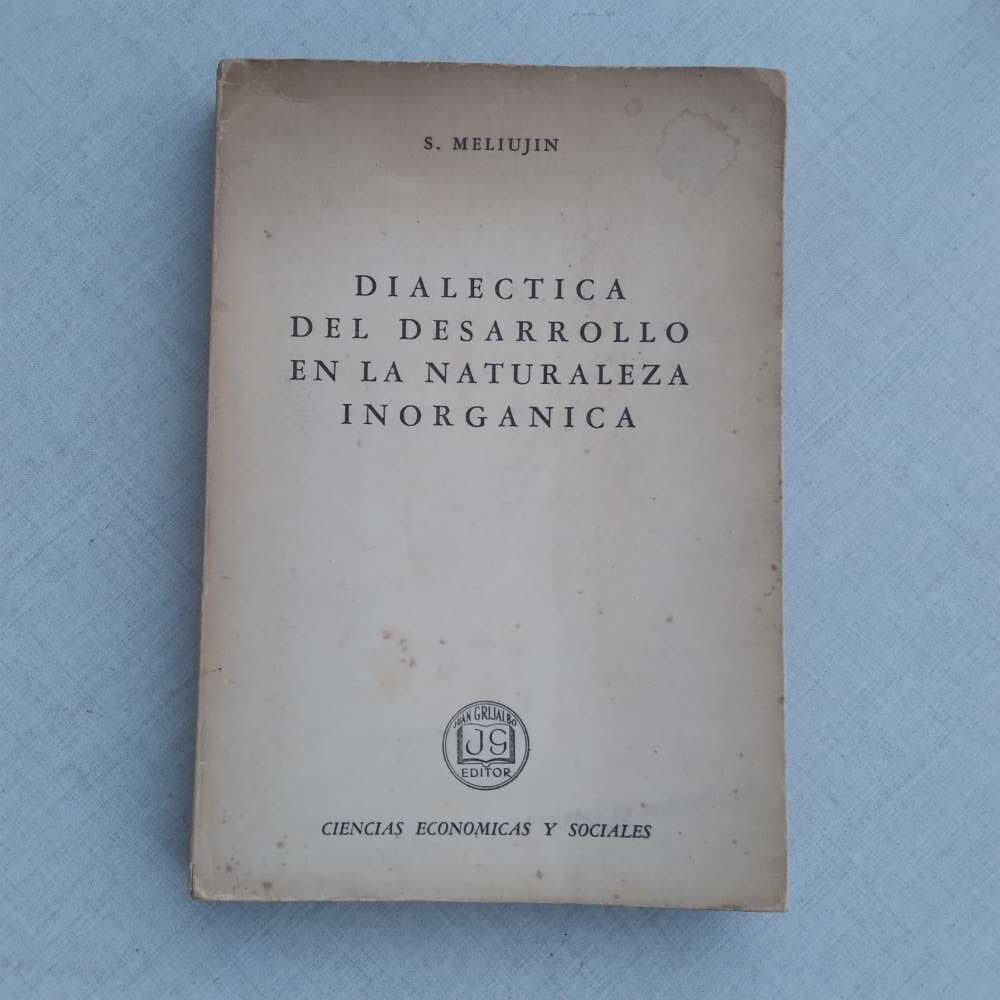 S. MELIUJIN
DIALECTICA
DEL DESARROLLO
EN LA NATURALEZA
INORGANICA
JUAN GRIJALBO
JG
EDITOR
CIENCIAS ECONOMICAS Y SOCIALES